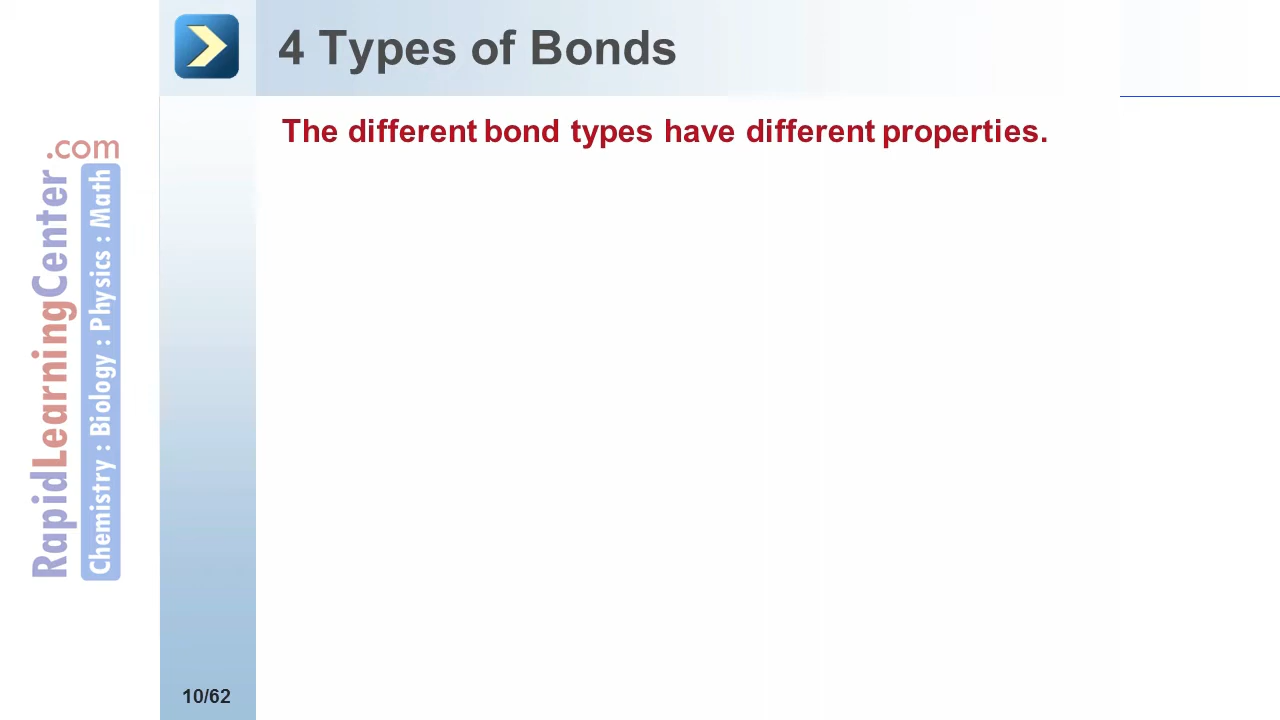 4 Types of Bonds
The different bond types have different properties.
RapidLearningCenter.com
Chemistry : Biology : Physics : Math
10/62